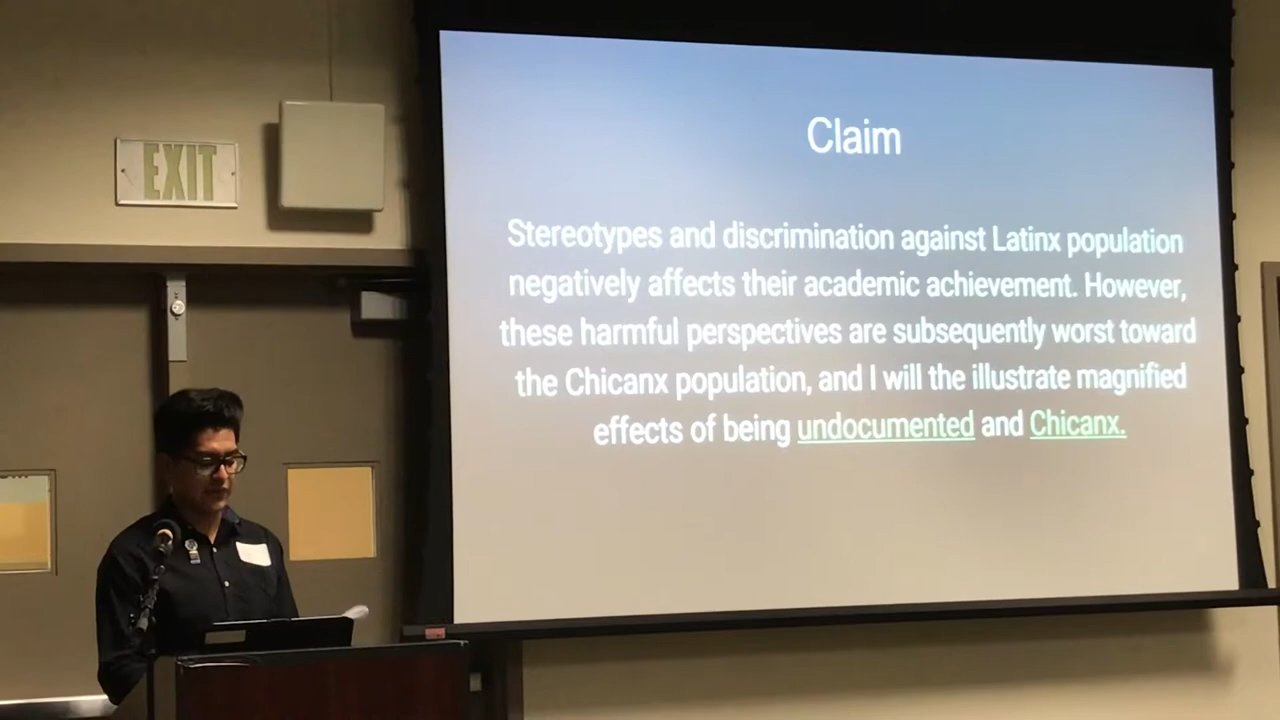 EXIT
Claim
Stereotypes and discrimination against Latinx population
negatively affects their academic achievement. However,
these harmful perspectives are subsequently worst toward
the Chicanx population, and I will the illustrate magnified
effects of being undocumented and Chicanx.